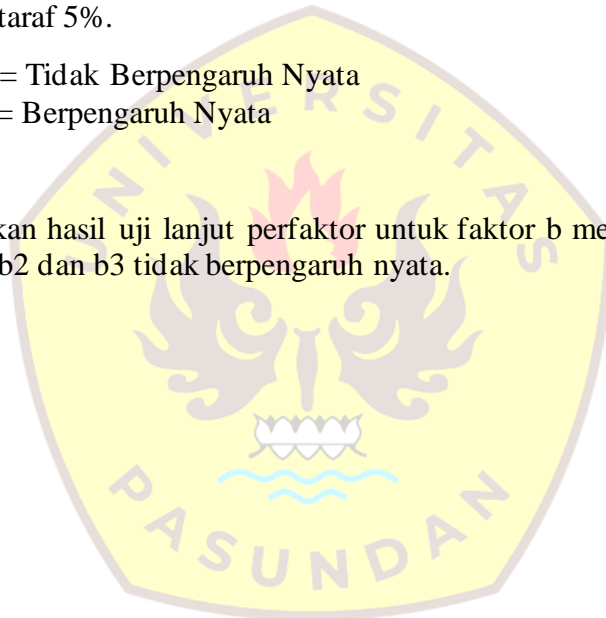 taraf 5%.
= Tidak Berpengaruh Nyata
= Berpengaruh Nyata
kan hasil uji lanjut perfaktor untuk faktor b me
b2 dan b3 tidak berpengaruh nyata.
UNIVERSITAS
PASUNDAN